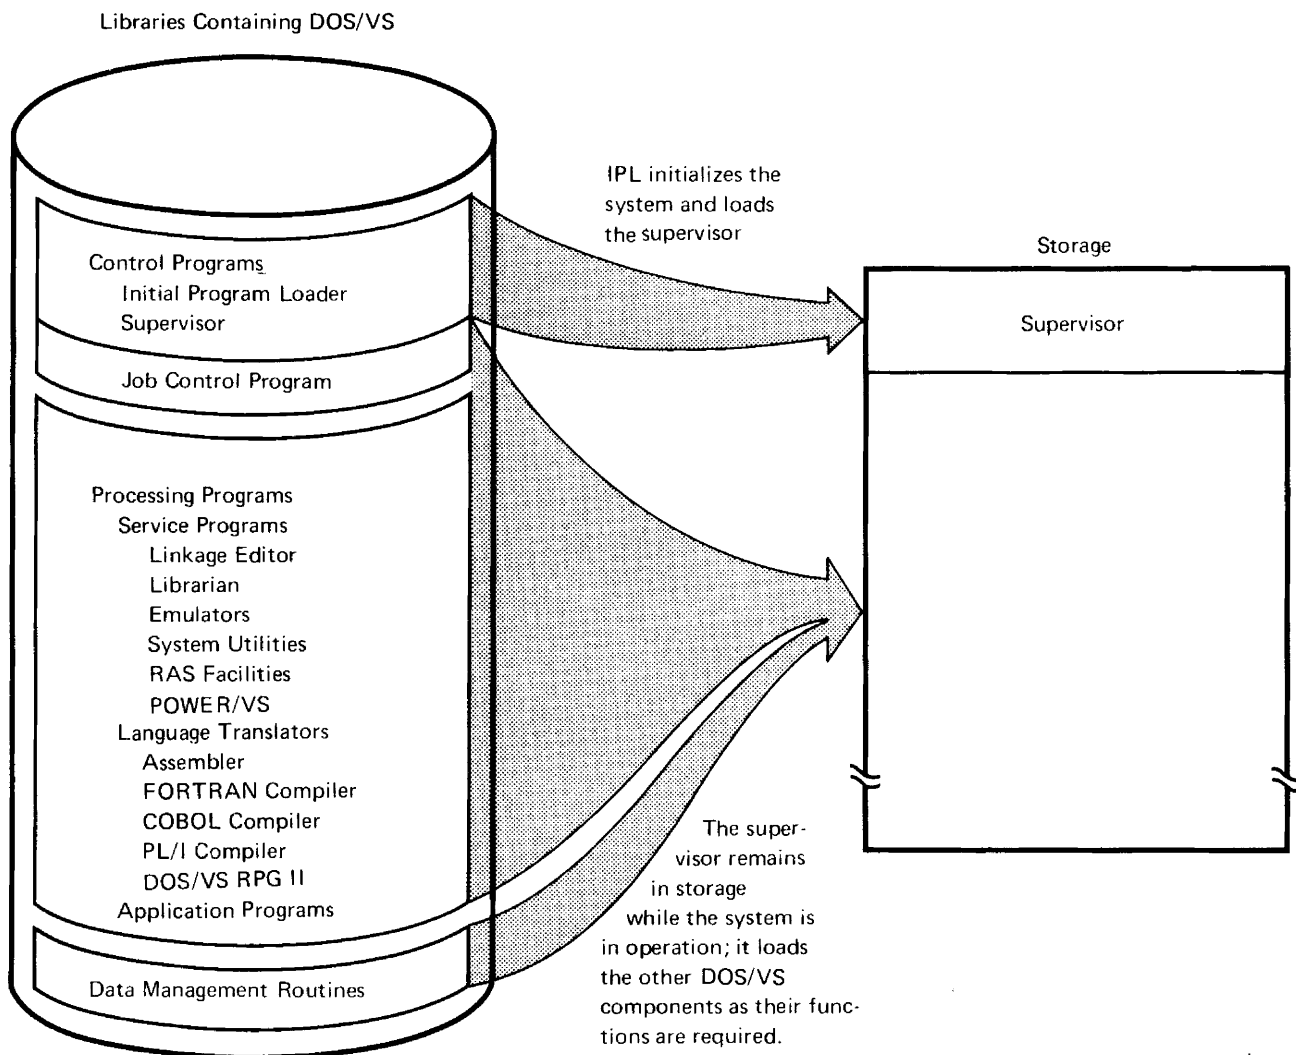 Libraries Containing DOS/VS
IPL initializes the
system and loads
the supervisor
Storage
Supervisor
Control Programs
Initial Program Loader
Supervisor
Job Control Program
Processing Programs
Service Programs
Linkage Editor
Librarian
Emulators
System Utilities
RAS Facilities
POWER/VS
Language Translators
Assembler
FORTRAN Compiler
COBOL Compiler
PL/I Compiler
DOS/VS RPG II
Application Programs
Data Management Routines
The super-
visor remains
in storage
while the system is
in operation; it loads
the other DOS/VS
components as their func-
tions are required.